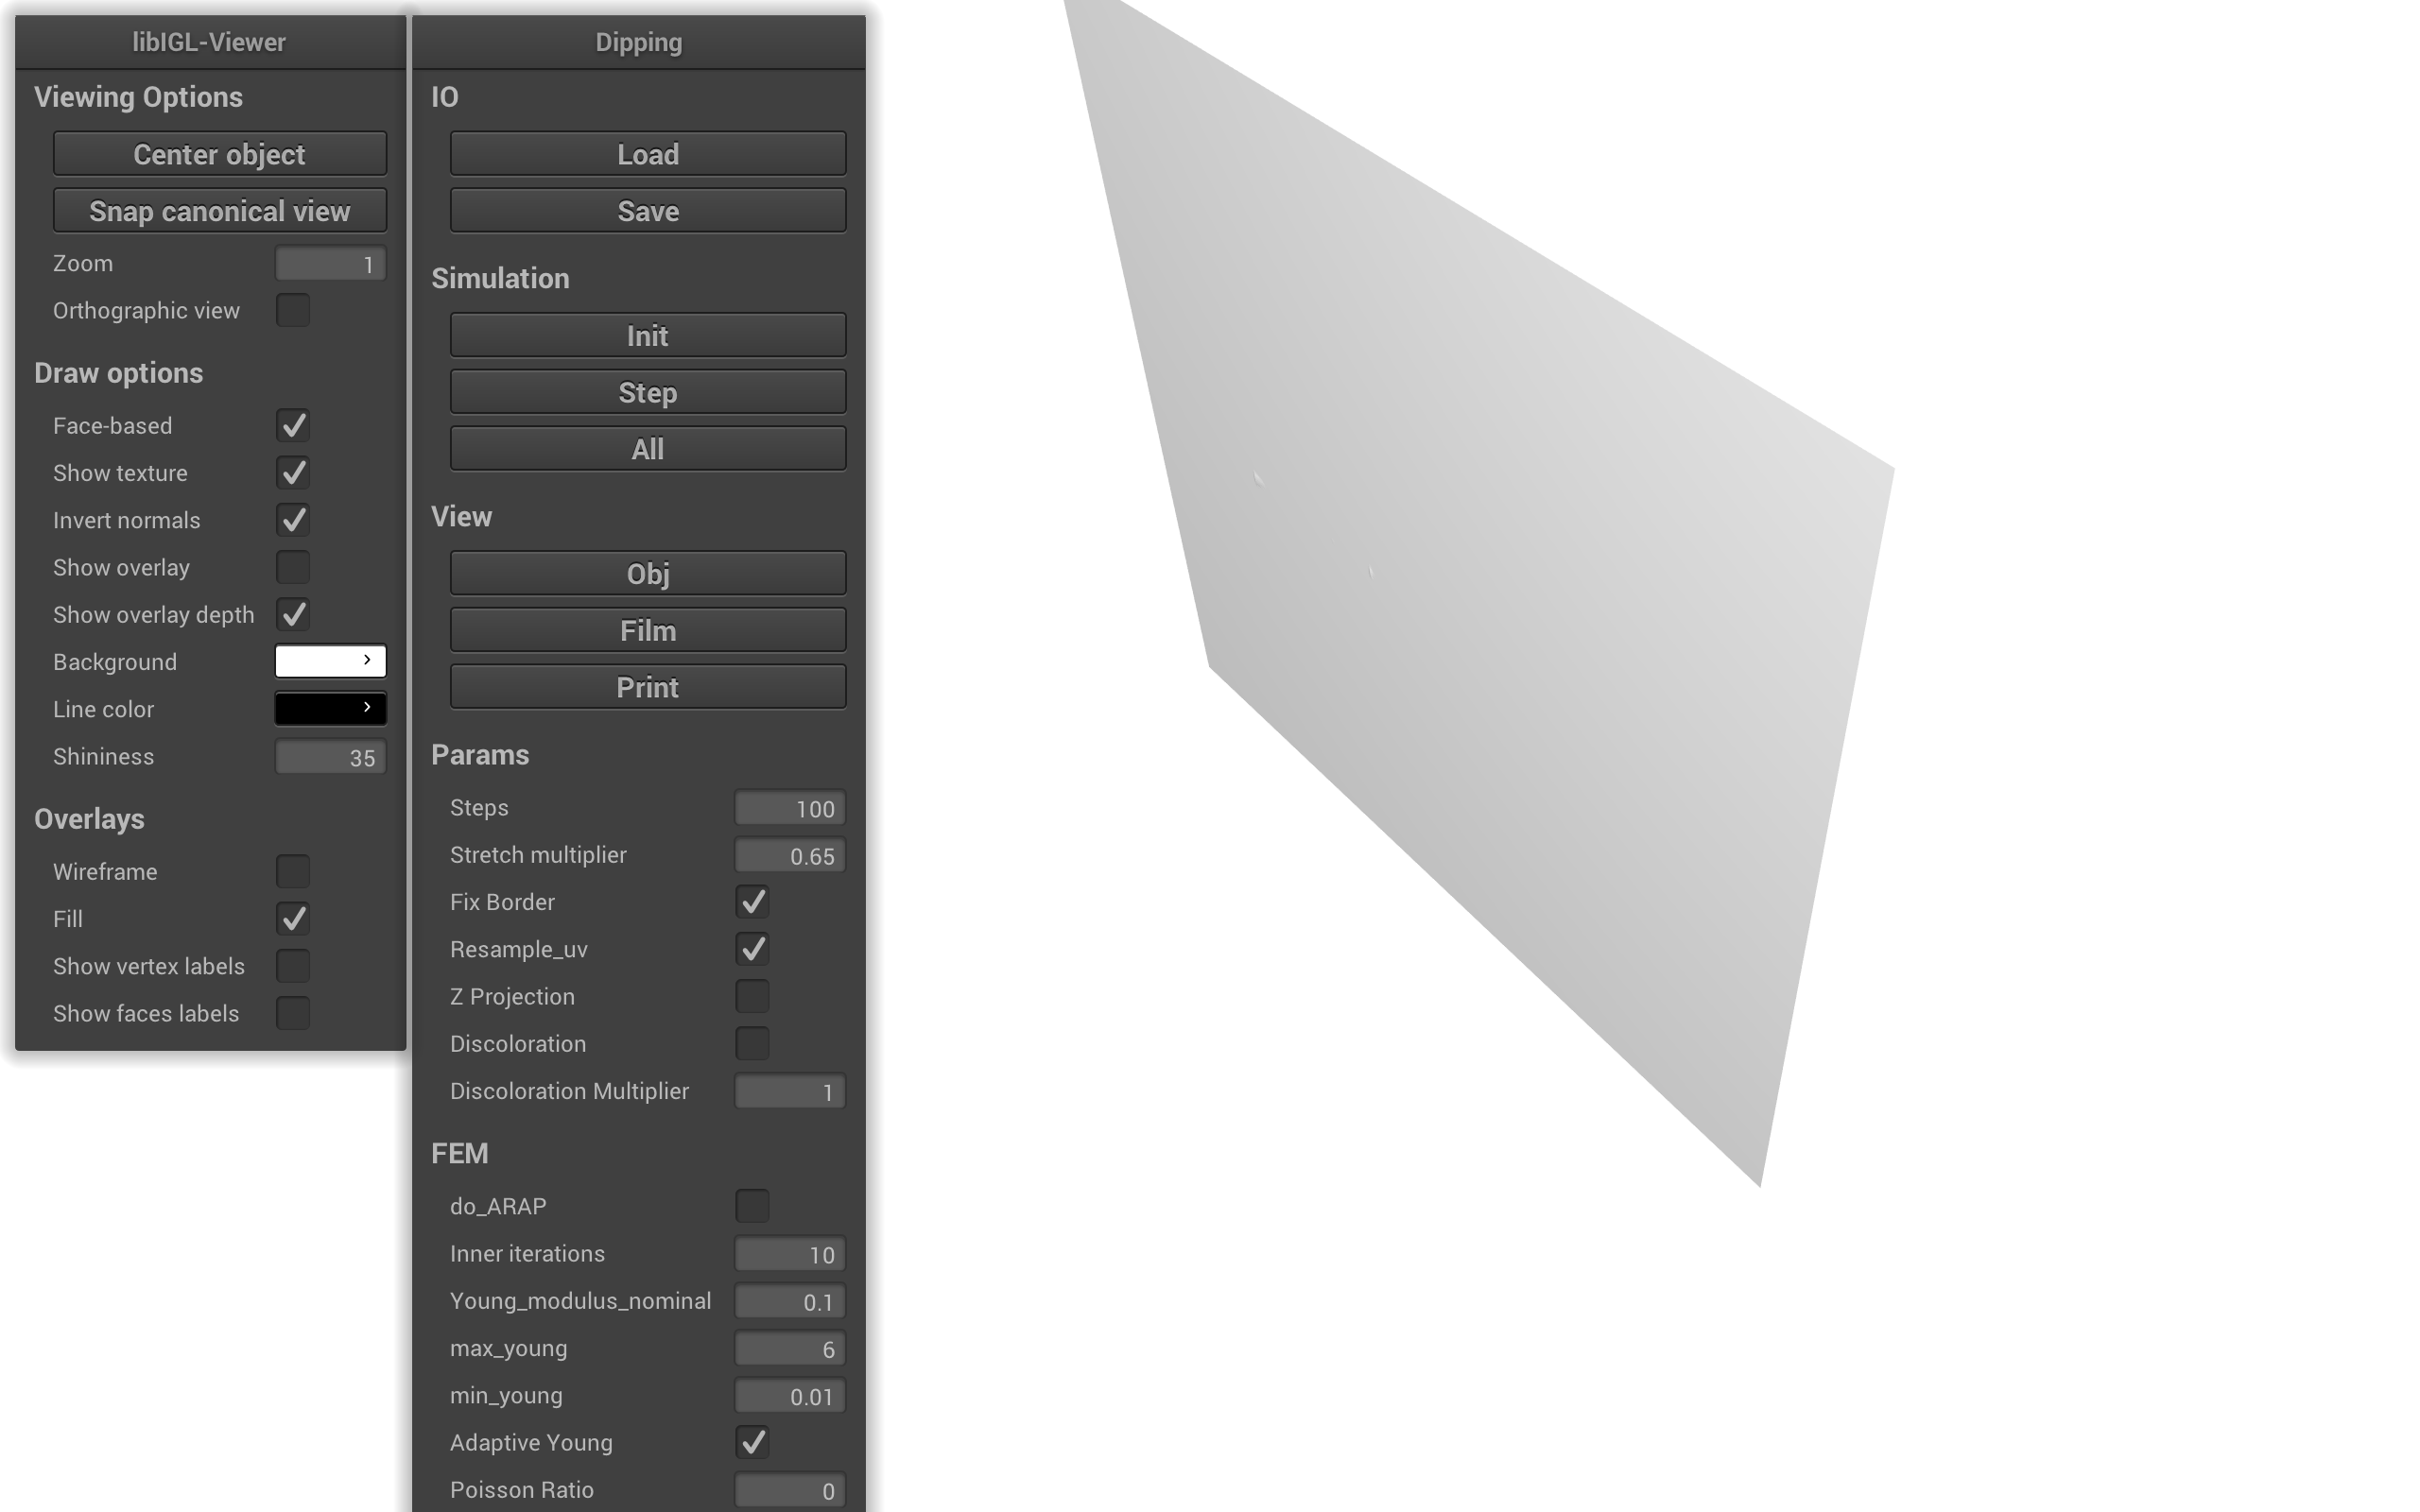 libIGL-Viewer
Viewing Options
Center object
Snap canonical view
Zoom 1
Orthographic view
Draw options
Face-based
Show texture
Invert normals
Show overlay
Show overlay depth
Background
Line color
Shininess 35
Overlays
Wireframe
Fill
Show vertex labels
Show faces labels
Dipping
IO
Load
Save
Simulation
Init
Step
All
View
Obj
Film
Print
Params
Steps 100
Stretch multiplier 0.65
Fix Border
Resample_uv
Z Projection
Discoloration
Discoloration Multiplier 1
FEM
do_ARAP
Inner iterations 10
Young_modulus_nominal 0.1
max_young 6
min_young 0.01
Adaptive Young
Poisson Ratio 0